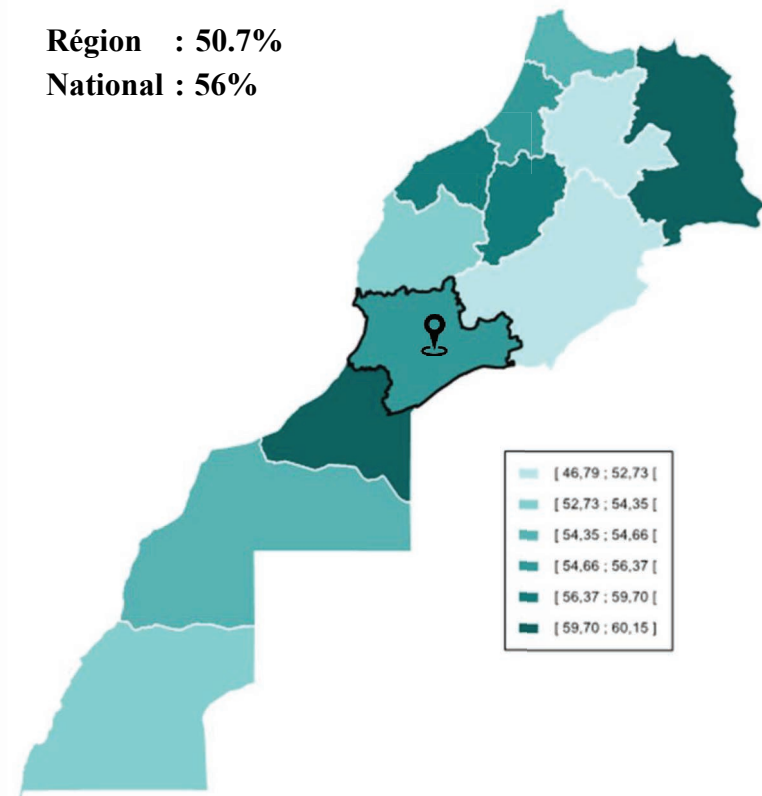 Région : 50.7%
National : 56%
[ 46,79 ; 52,73 [
[ 52,73 ; 54,35 [
[ 54,35 ; 54,66 [
[ 54,66 ; 56,37 [
[ 56,37 ; 59,70 [
[ 59,70 ; 60,15 ]